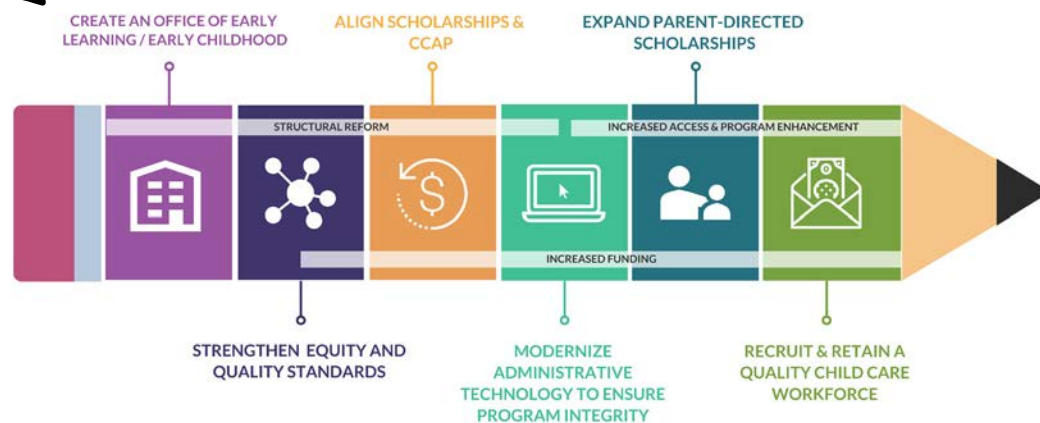 CREATE AN OFFICE OF EARLY
LEARNING / EARLY CHILDHOOD
ALIGN SCHOLARSHIPS &
CCAP
EXPAND PARENT-DIRECTED
SCHOLARSHIPS
STRUCTURAL REFORM
INCREASED ACCESS & PROGRAM ENHANCEMENT
$
INCREASED FUNDING
STRENGTHEN EQUITY AND
QUALITY STANDARDS
MODERNIZE
ADMINISTRATIVE
TECHNOLOGY TO ENSURE
PROGRAM INTEGRITY
RECRUIT & RETAIN A
QUALITY CHILD CARE
WORKFORCE